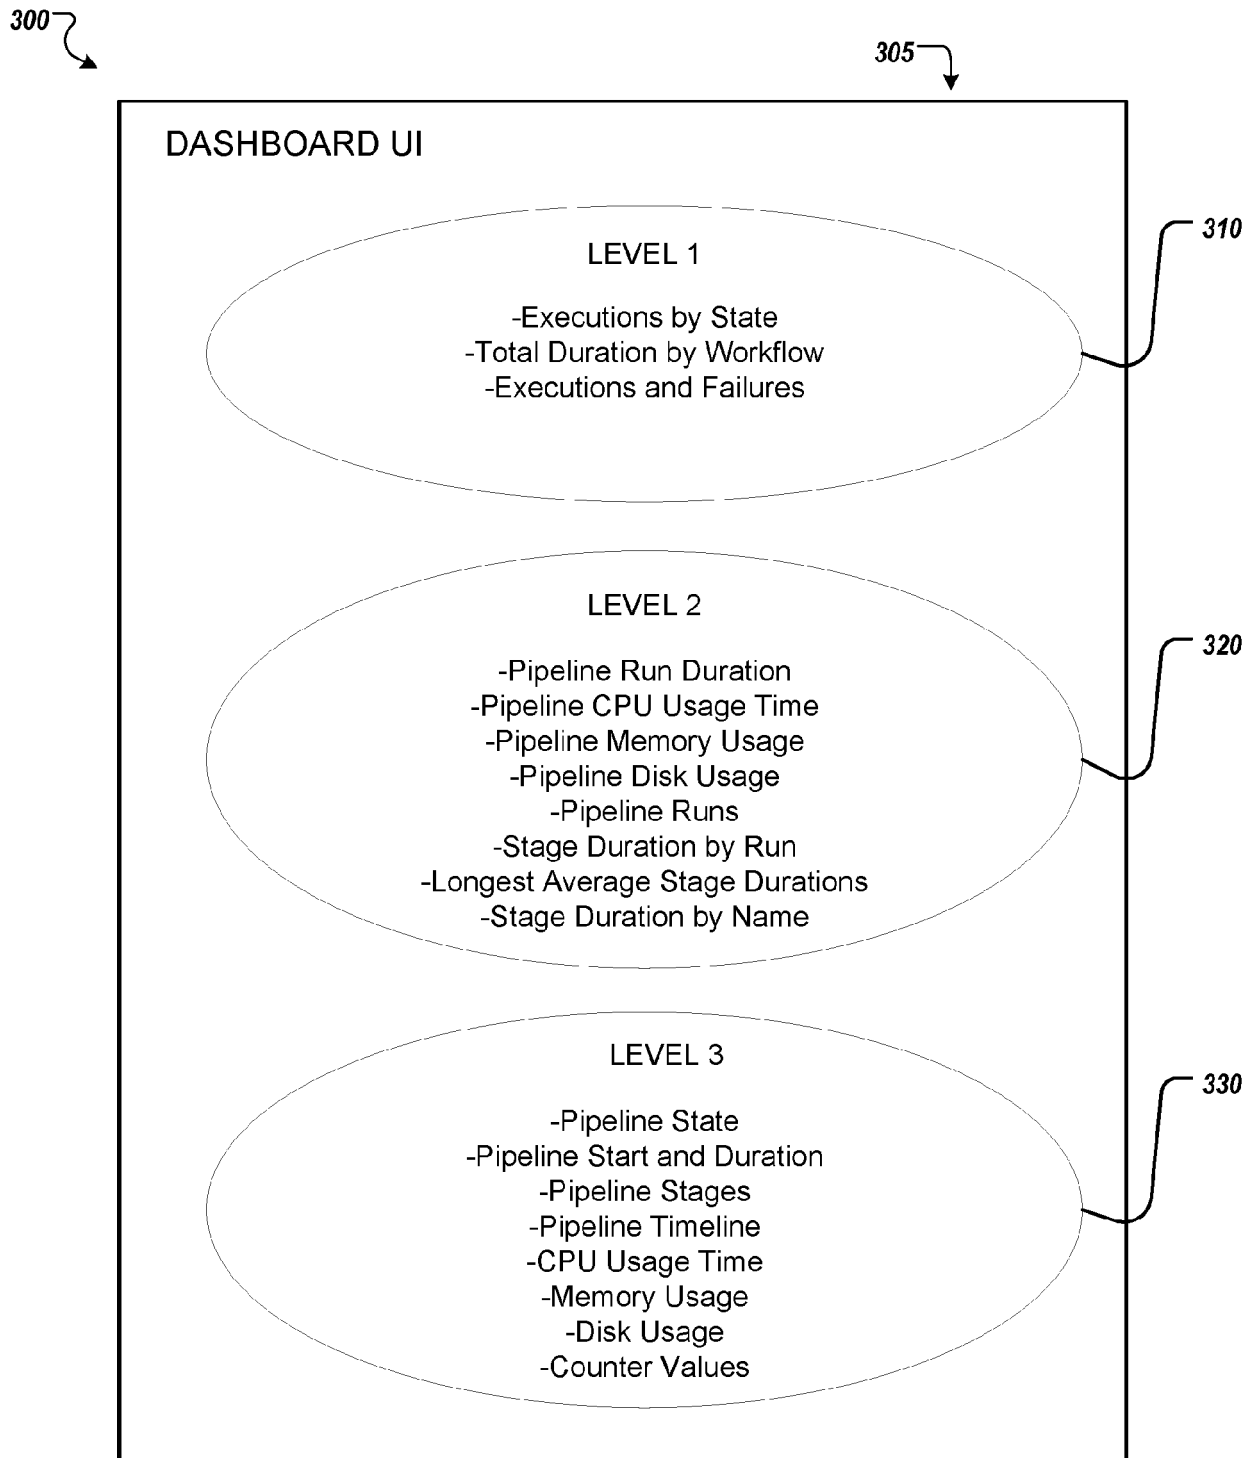 300
305
DASHBOARD UI
310
LEVEL 1
-Executions by State
-Total Duration by Workflow
-Executions and Failures
LEVEL 2
320
-Pipeline Run Duration
-Pipeline CPU Usage Time
-Pipeline Memory Usage
-Pipeline Disk Usage
-Pipeline Runs
-Stage Duration by Run
-Longest Average Stage Durations
-Stage Duration by Name
LEVEL 3
330
-Pipeline State
-Pipeline Start and Duration
-Pipeline Stages
-Pipeline Timeline
-CPU Usage Time
-Memory Usage
-Disk Usage
-Counter Values